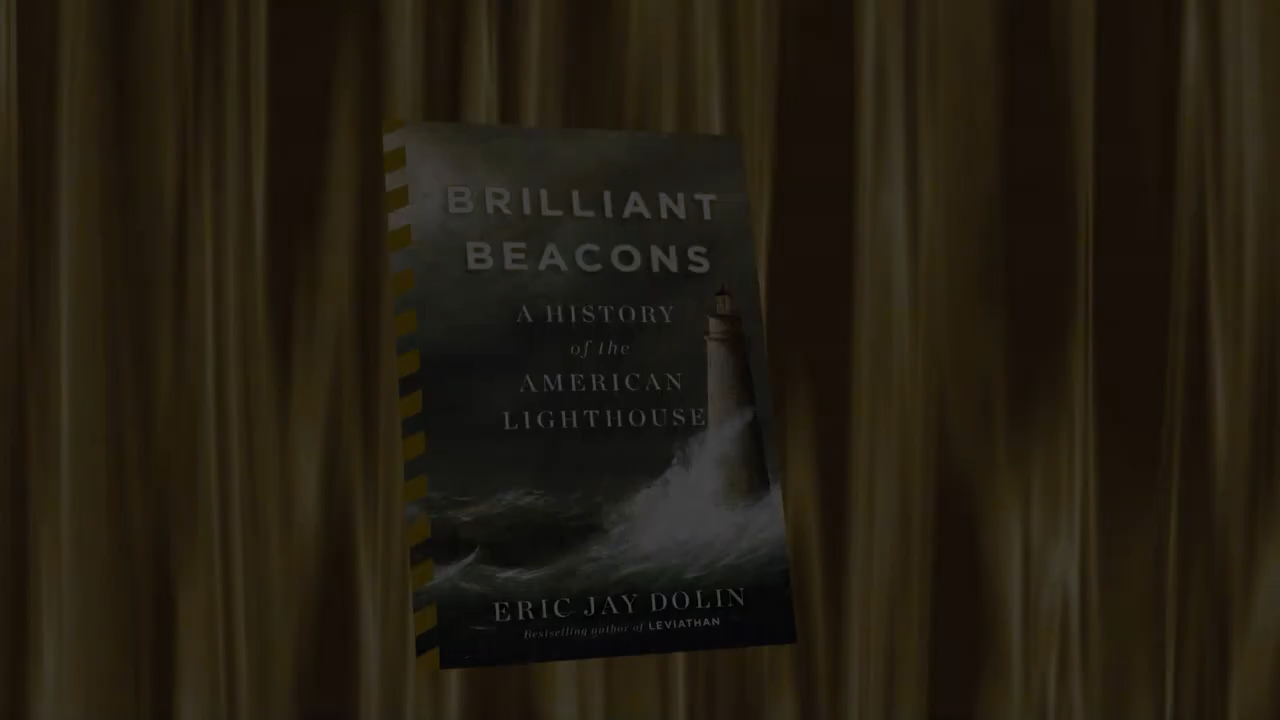 BRILLIANT
BEACONS
A HISTORY
of the
AMERICAN
LIGHTHOUSE
ERIC JAY DOLIN
Bestselling author of LEVIATHAN